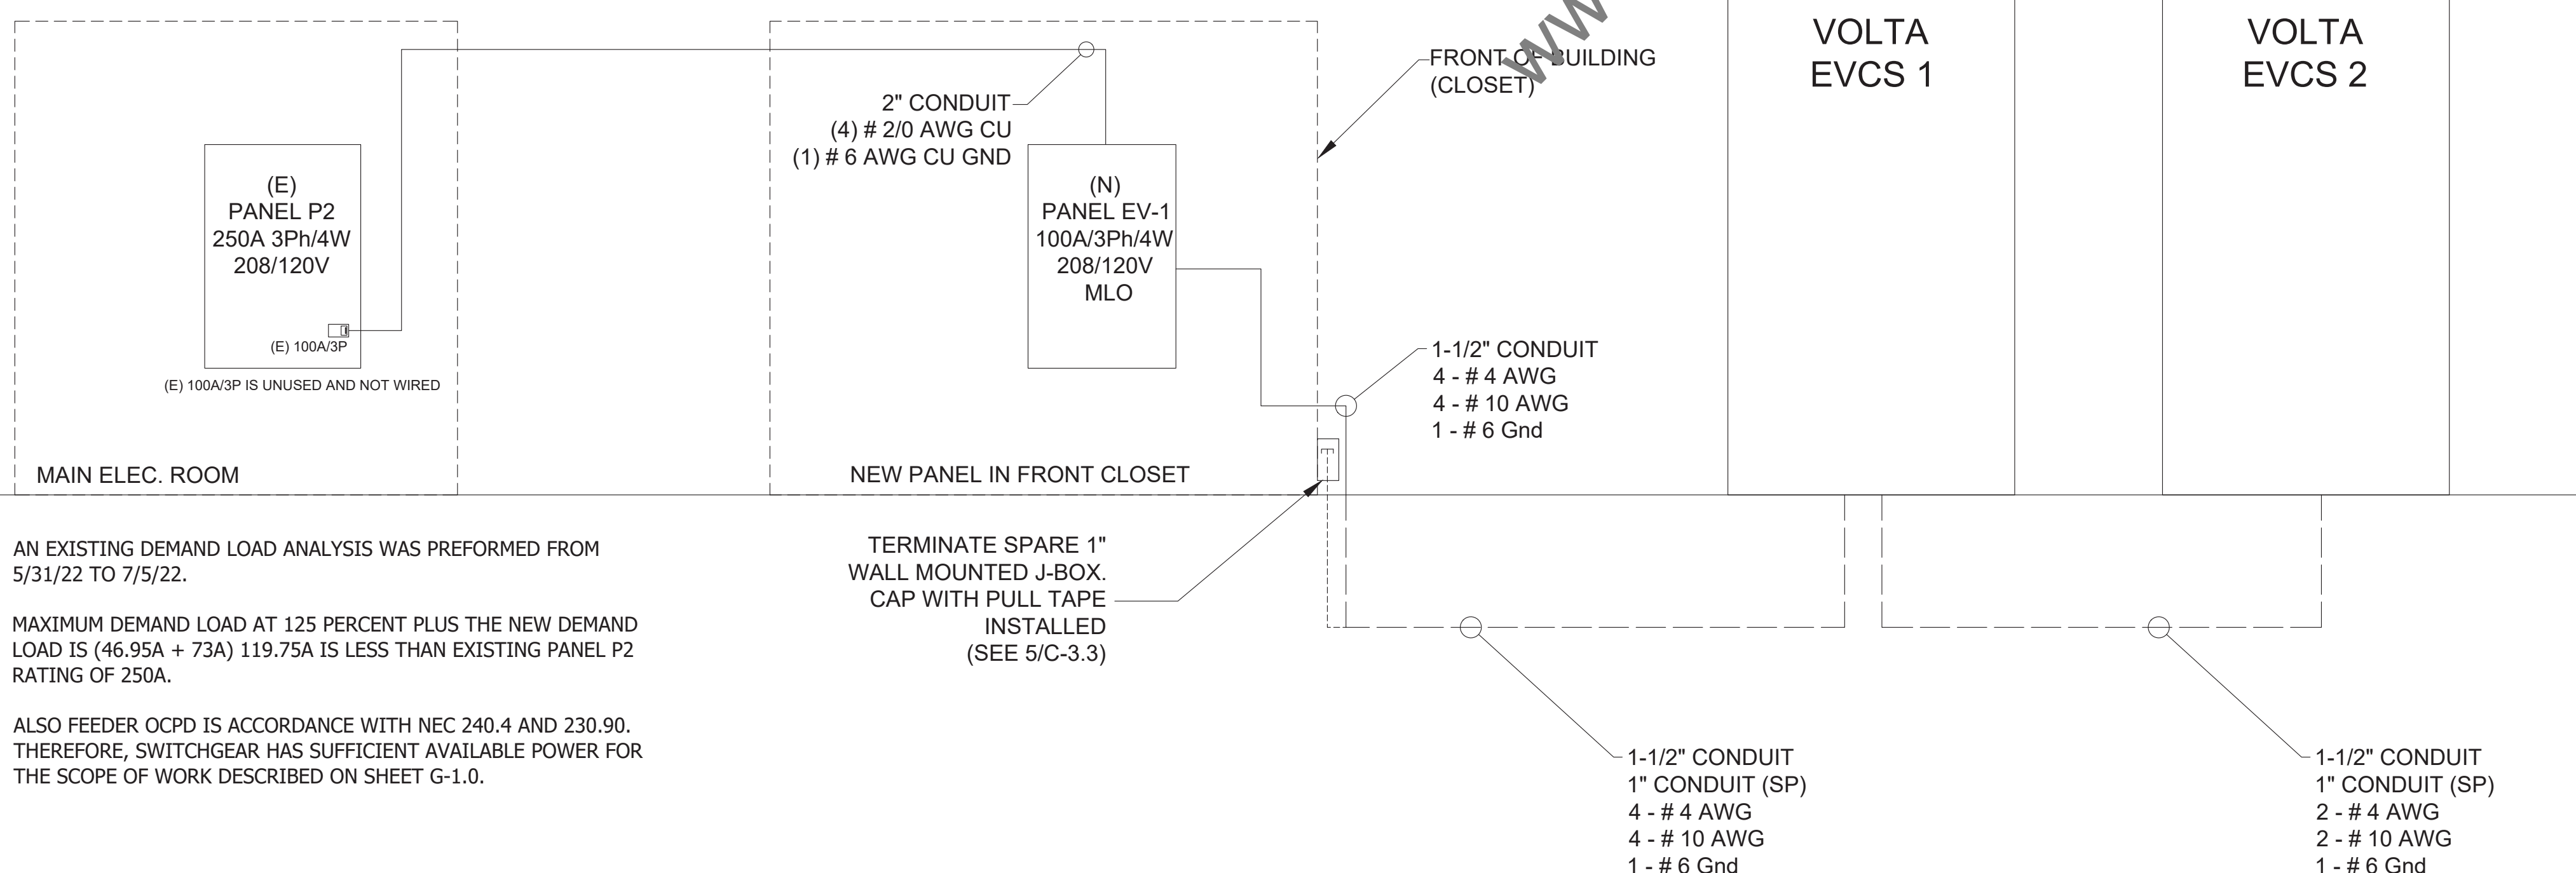 WW
VOLTA
EVCS 1
VOLTA
EVCS 2
FRONT OF BUILDING
(CLOSET)
2" CONDUIT
(4) # 2/0 AWG CU
(1) # 6 AWG CU GND
(E)
PANEL P2
250A 3Ph/4W
208/120V
(E) 100A/3P
(E) 100A/3P IS UNUSED AND NOT WIRED
MAIN ELEC. ROOM
(N)
PANEL EV-1
100A/3Ph/4W
208/120V
MLO
NEW PANEL IN FRONT CLOSET
1-1/2" CONDUIT
4 - # 4 AWG
4 - # 10 AWG
1 - # 6 Gnd
AN EXISTING DEMAND LOAD ANALYSIS WAS PREFORMED FROM
5/31/22 TO 7/5/22.
MAXIMUM DEMAND LOAD AT 125 PERCENT PLUS THE NEW DEMAND
LOAD IS (46.95A + 73A) 119.75A IS LESS THAN EXISTING PANEL P2
RATING OF 250A.
ALSO FEEDER OCPD IS ACCORDANCE WITH NEC 240.4 AND 230.90.
THEREFORE, SWITCHGEAR HAS SUFFICIENT AVAILABLE POWER FOR
THE SCOPE OF WORK DESCRIBED ON SHEET G-1.0.
TERMINATE SPARE 1"
WALL MOUNTED J-BOX.
CAP WITH PULL TAPE
INSTALLED
(SEE 5/C-3.3)
1-1/2" CONDUIT
1" CONDUIT (SP)
4 - # 4 AWG
4 - # 10 AWG
1 - # 6 Gnd
1-1/2" CONDUIT
1" CONDUIT (SP)
2 - # 4 AWG
2 - # 10 AWG
1 - # 6 Gnd